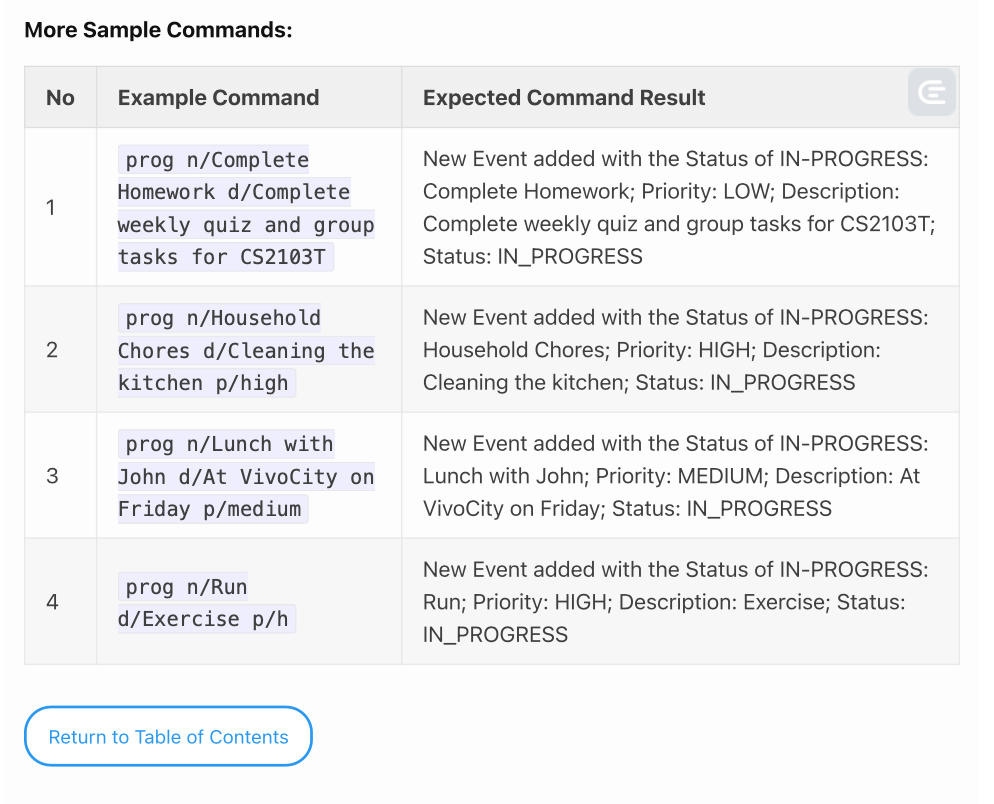 More Sample Commands:
No Example Command Expected Command Result
1
prog n/Complete
Homework d/Complete
weekly quiz and group
tasks for CS2103T
New Event added with the Status of IN-PROGRESS:
Complete Homework; Priority: LOW; Description:
Complete weekly quiz and group tasks for CS2103T;
Status: IN_PROGRESS
2
prog n/Household
Chores d/Cleaning the
kitchen p/high
New Event added with the Status of IN-PROGRESS:
Household Chores; Priority: HIGH; Description:
Cleaning the kitchen; Status: IN_PROGRESS
3
prog n/Lunch with
John d/At VivoCity on
Friday p/medium
New Event added with the Status of IN-PROGRESS:
Lunch with John; Priority: MEDIUM; Description: At
VivoCity on Friday; Status: IN_PROGRESS
4
prog n/Run
d/Exercise p/h
New Event added with the Status of IN-PROGRESS:
Run; Priority: HIGH; Description: Exercise; Status:
IN_PROGRESS
Return to Table of Contents